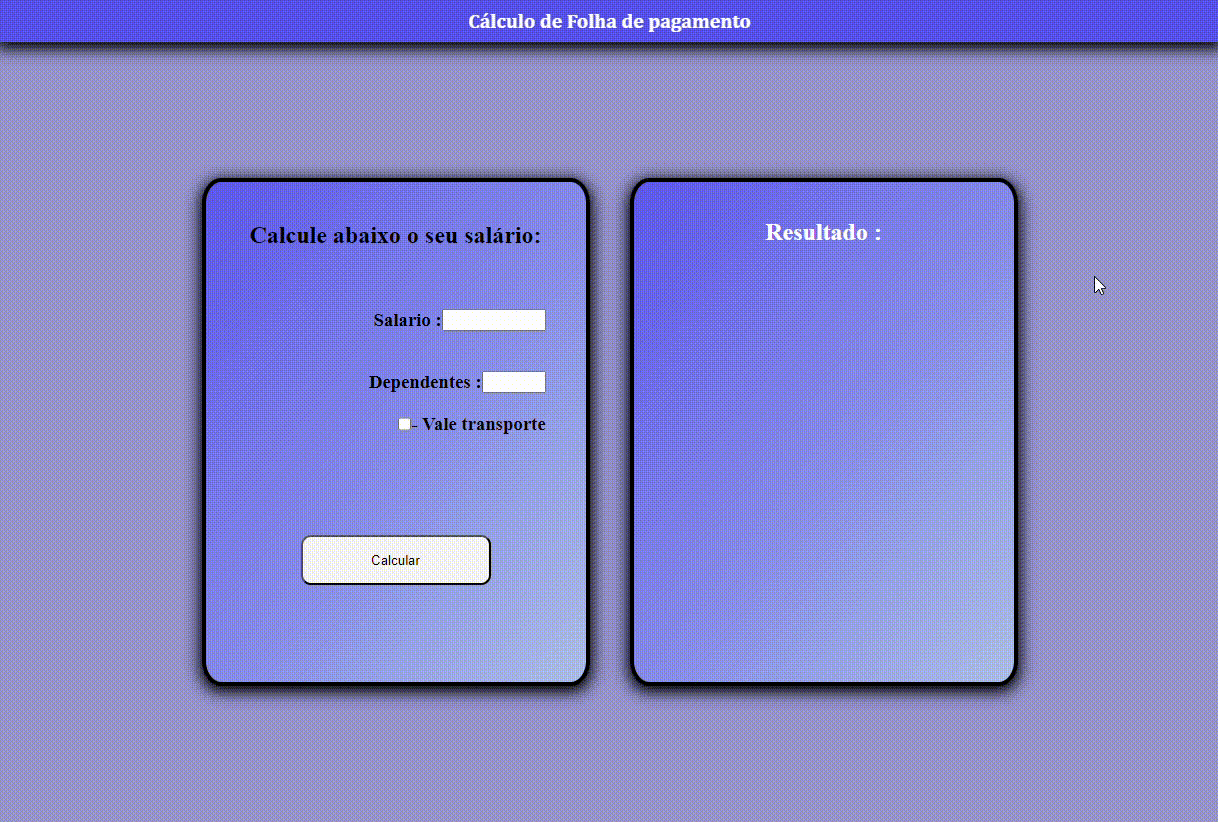 Cálculo de Folha de pagamento
Calcule abaixo o seu salário:
Salario :
Dependentes :
- Vale transporte
Calcular
Resultado :